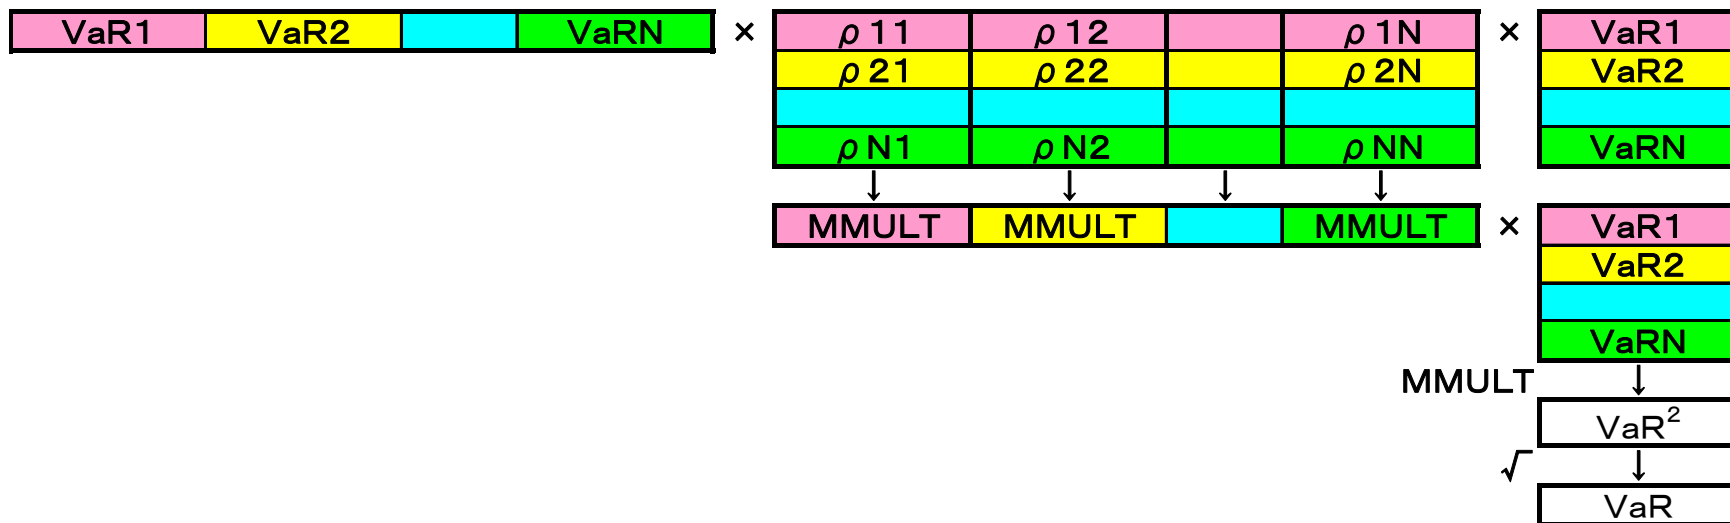 VaR1 VaR2 VaRN × ρ11 ρ12 ρ1N × VaR1
ρ21 ρ22 ρ2N VaR2
ρN1 ρN2 ρNN VaRN
↓ ↓ ↓ ↓
MMULT MMULT MMULT × VaR1
VaR2
VaRN
MMULT ↓
VaR²
√ ↓
VaR